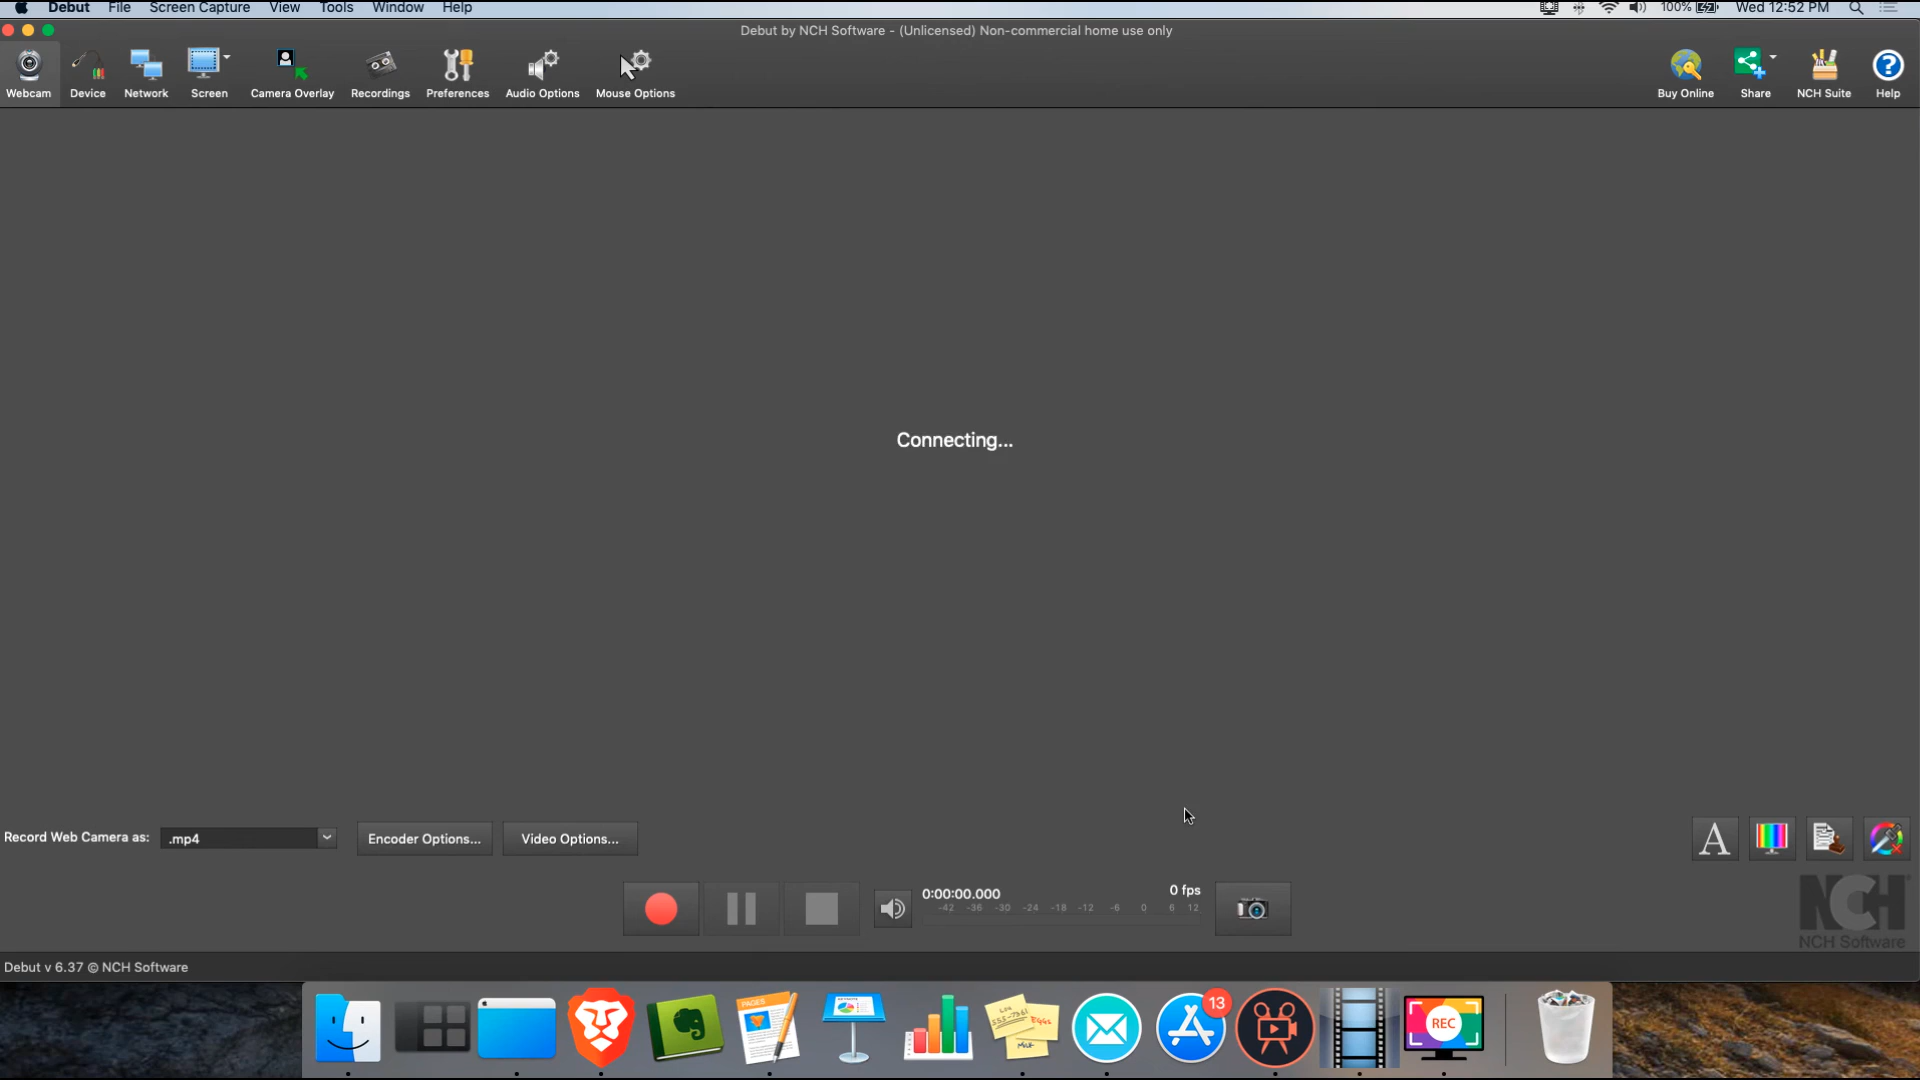 Debut File Screen Capture View Tools Window Help 100% Wed 12:52 PM
Debut by NCH Software - (Unlicensed) Non-commercial home use only
Webcam Device Network Screen Camera Overlay Recordings Preferences Audio Options Mouse Options Buy Online Share NCH Suite Help
Connecting...
Record Web Camera as: .mp4 Encoder Options... Video Options...
A
0:00:00.000 0 fps
-42 -36 -30 -24 -18 -12 -6 0 6 12
NCH
NCH Software
Debut v 6.37 © NCH Software
PAGES
KEYNOTE
Eggs
Milk
13
REC